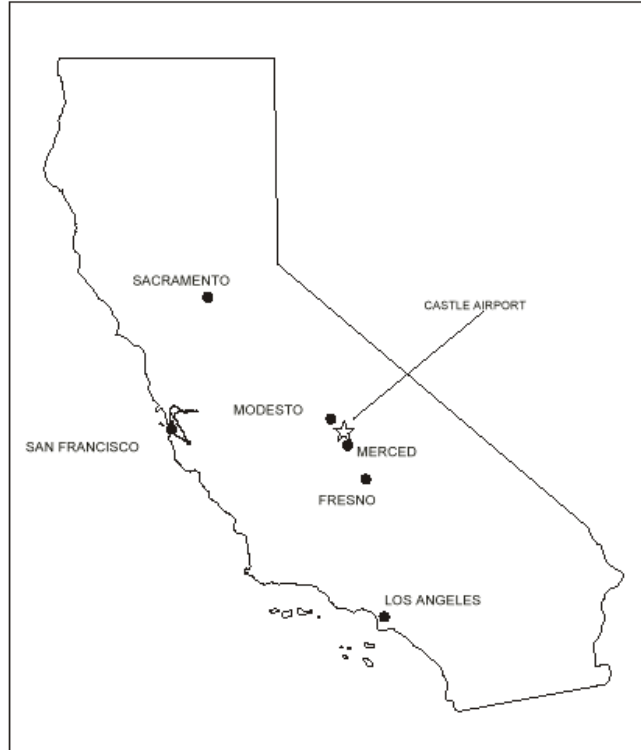 SACRAMENTO
CASTLE AIRPORT
MODESTO
SAN FRANCISCO
MERCED
FRESNO
LOS ANGELES